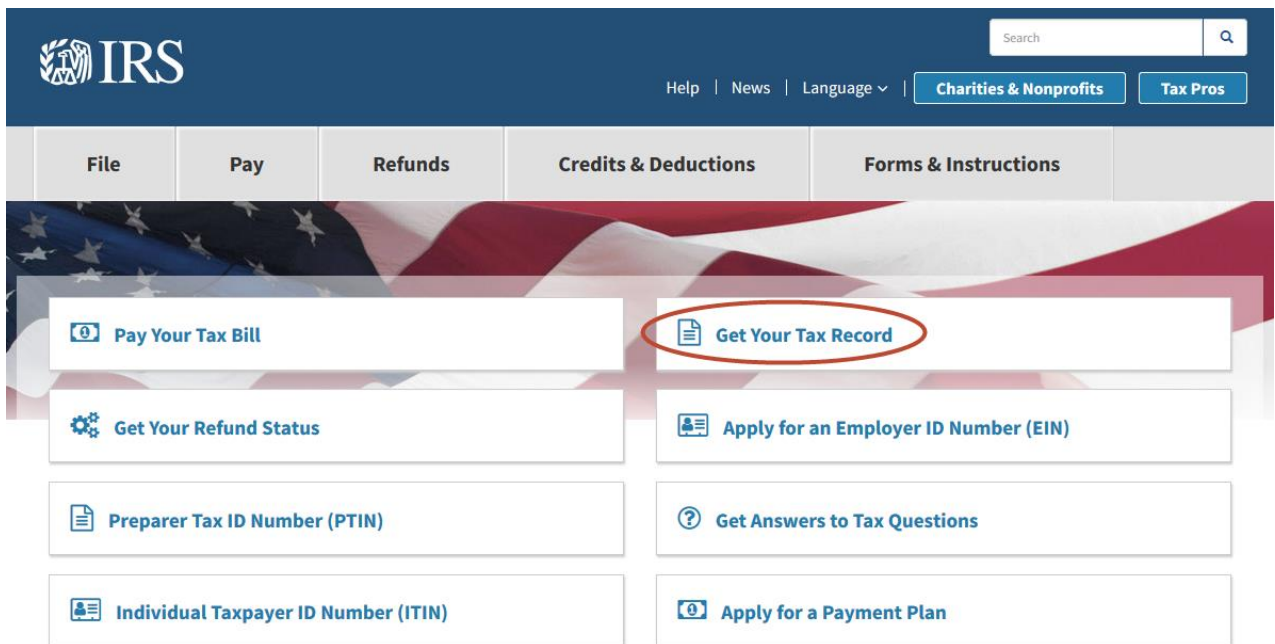 IRS
Search
Help | News | Language | Charities & Nonprofits Tax Pros
File Pay Refunds Credits & Deductions Forms & Instructions
Pay Your Tax Bill
Get Your Tax Record
Get Your Refund Status
Apply for an Employer ID Number (EIN)
Preparer Tax ID Number (PTIN)
Get Answers to Tax Questions
Individual Taxpayer ID Number (ITIN)
Apply for a Payment Plan